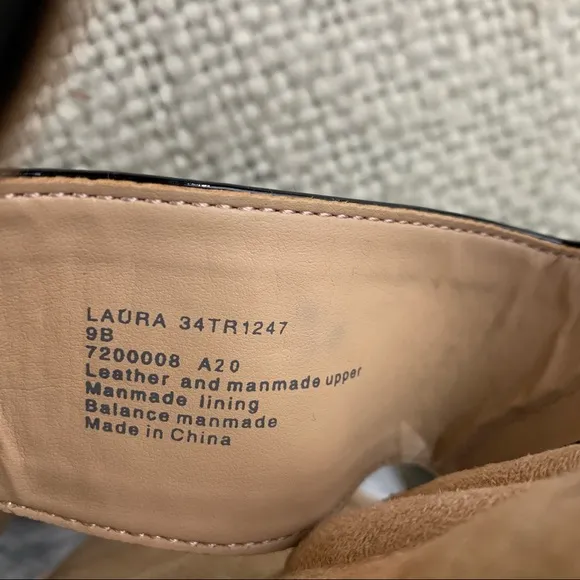 LAURA 34TR1247
9B
7200008 A20
Leather and manmade upper
Manmade lining
Balance manmade
Made in China